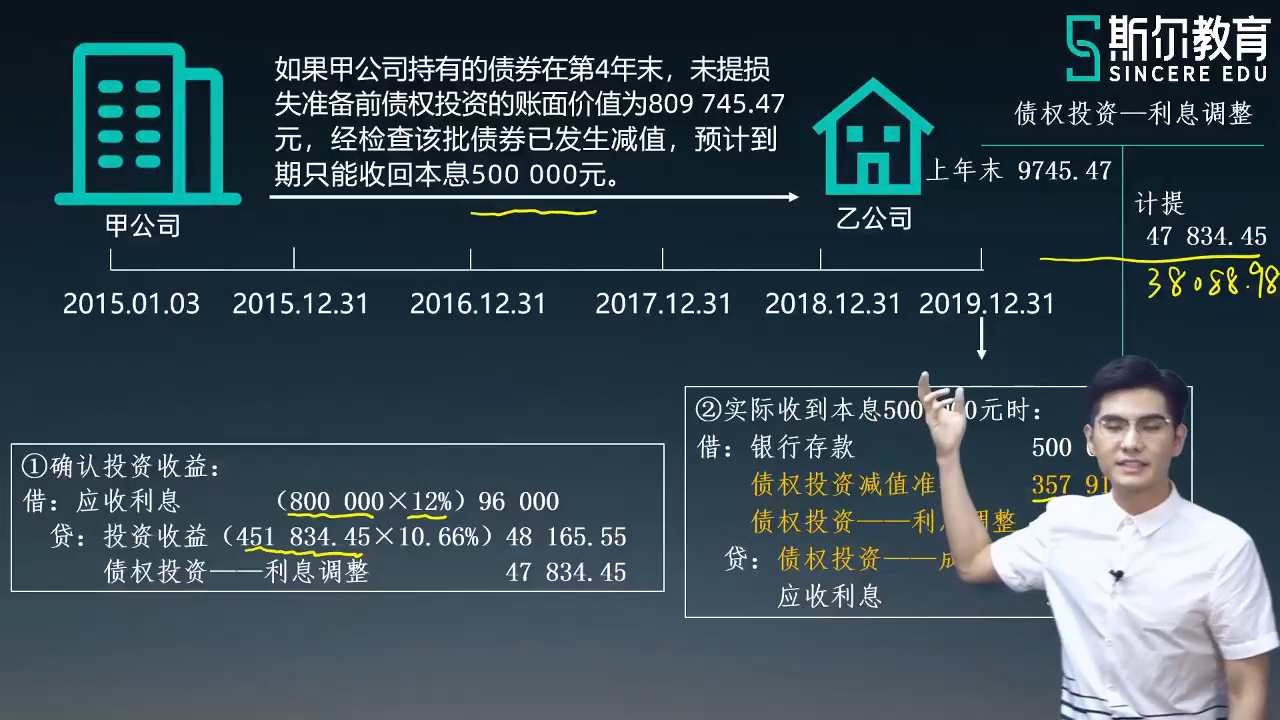 斯尔教育
SINCERE EDU
如果甲公司持有的债券在第4年末，未提损
失准备前债权投资的账面价值为809 745.47
元，经检查该批债券已发生减值，预计到
期只能收回本息500 000元。
甲公司
乙公司
债权投资—利息调整
上年末 9745.47
计提
47 834.45
38088.98
2015.01.03
2015.12.31
2016.12.31
2017.12.31
2018.12.31
2019.12.31
①确认投资收益：
借：应收利息 （800 000×12%）96 000
贷：投资收益（451 834.45×10.66%）48 165.55
债权投资——利息调整 47 834.45
②实际收到本息500 000元时：
借：银行存款 500
债权投资减值准 357 91
债权投资——利 调整
贷：债权投资——成
应收利息